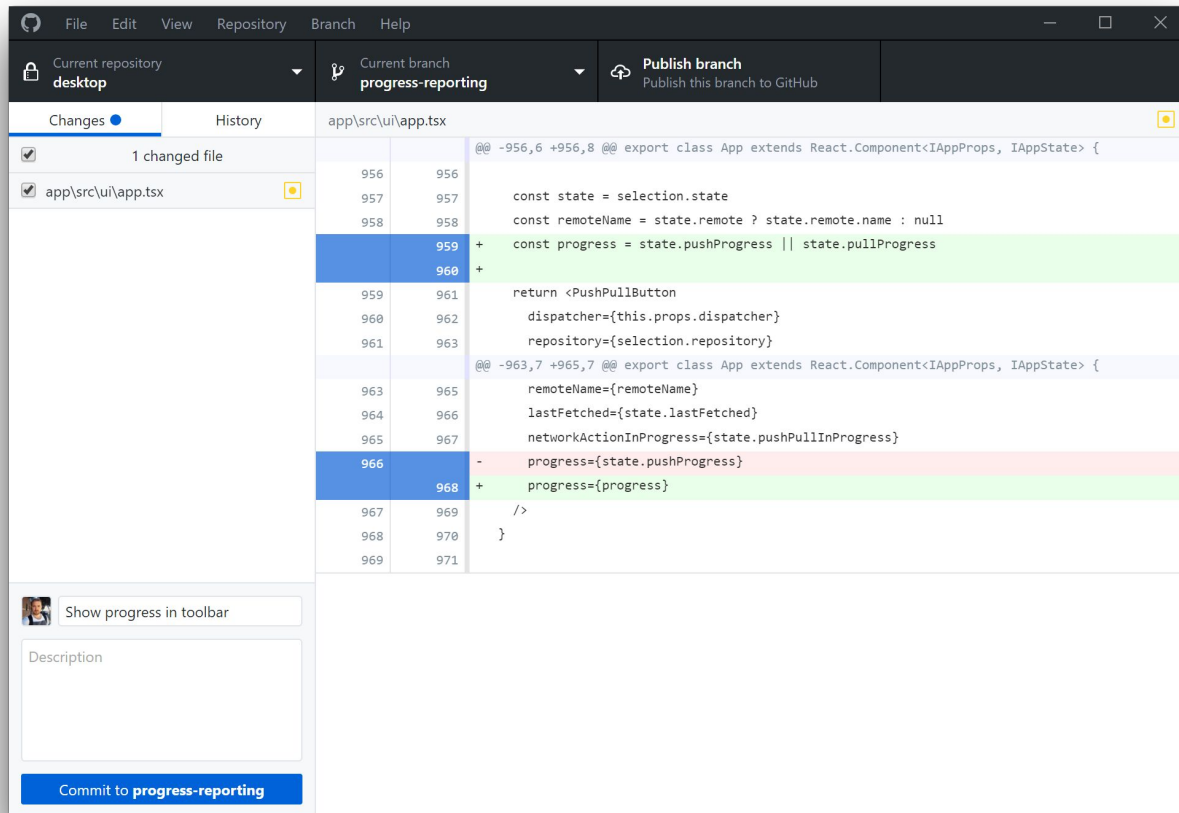 File Edit View Repository Branch Help
Current repository
desktop
Current branch
progress-reporting
Publish branch
Publish this branch to GitHub
Changes History
1 changed file
app\src\ui\app.tsx
app\src\ui\app.tsx
@@ -956,6 +956,8 @@ export class App extends React.Component<IAppProps, IAppState> {
956 956
957 957 const state = selection.state
958 958 const remoteName = state.remote ? state.remote.name : null
959 + const progress = state.pushProgress || state.pullProgress
960 +
959 961 return <PushPullButton
960 962 dispatcher={this.props.dispatcher}
961 963 repository={selection.repository}
@@ -963,7 +965,7 @@ export class App extends React.Component<IAppProps, IAppState> {
963 965 remoteName={remoteName}
964 966 lastFetched={state.lastFetched}
965 967 networkActionInProgress={state.pushPullInProgress}
966 - progress={state.pushProgress}
968 + progress={progress}
967 969 />
968 970 }
969 971
Show progress in toolbar
Description
Commit to progress-reporting